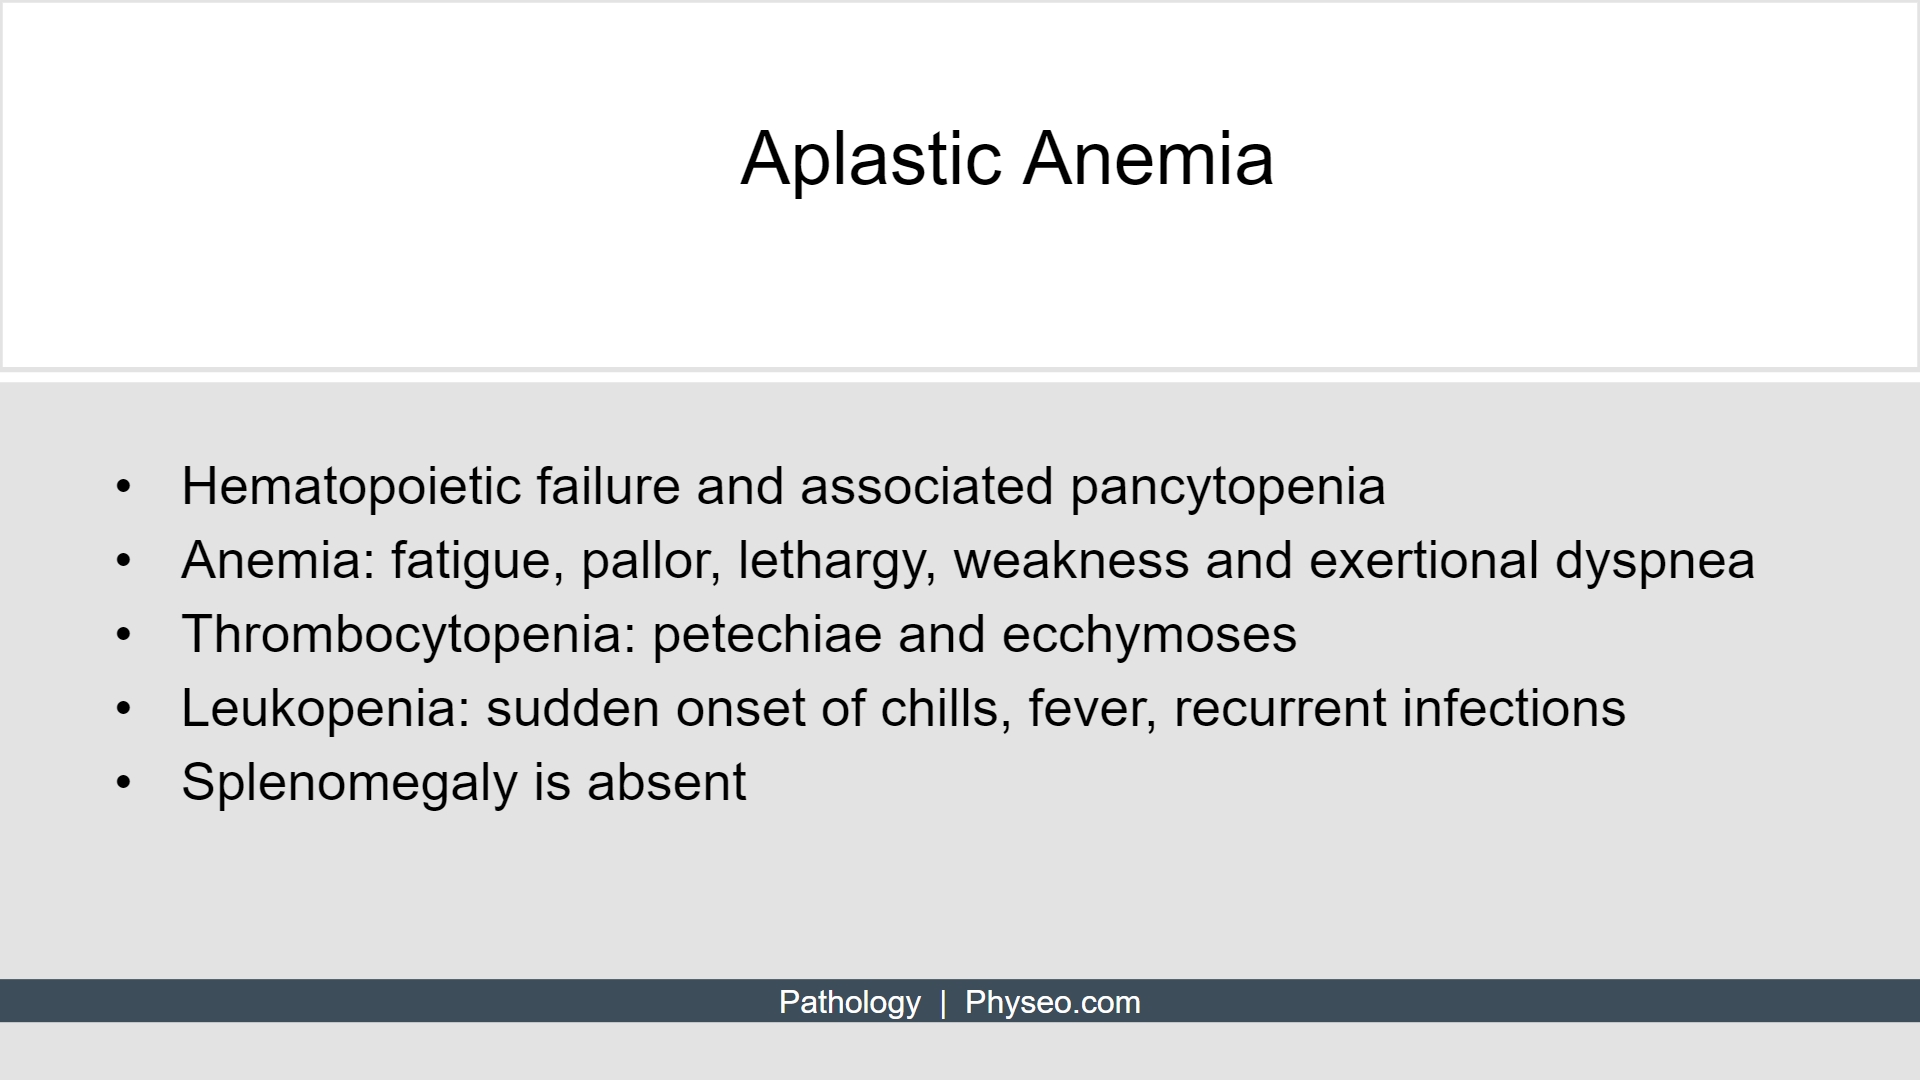 Aplastic Anemia
• Hematopoietic failure and associated pancytopenia
• Anemia: fatigue, pallor, lethargy, weakness and exertional dyspnea
• Thrombocytopenia: petechiae and ecchymoses
• Leukopenia: sudden onset of chills, fever, recurrent infections
• Splenomegaly is absent
Pathology | Physeo.com